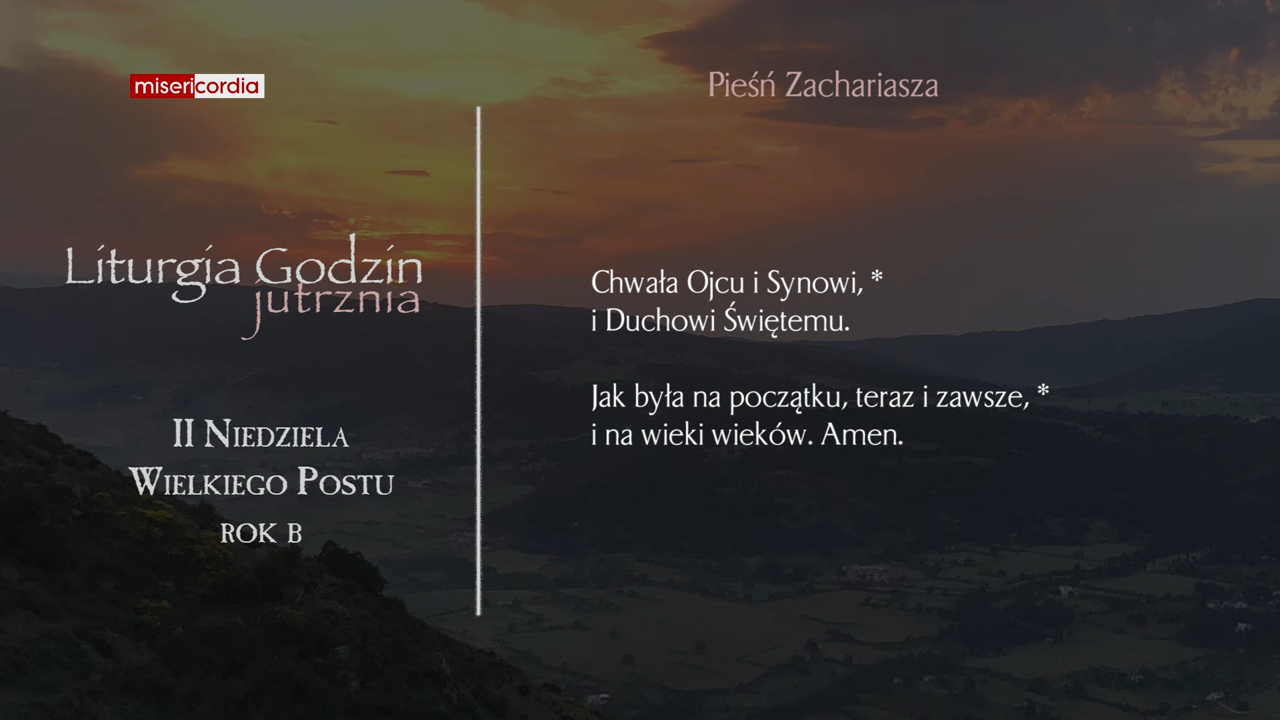 misericordia
Liturgia Godzin
jutrznia
II Niedziela
Wielkiego Postu
rok B
Pieśń Zachariasza
Chwała Ojcu i Synowi, *
i Duchowi Świętemu.
Jak była na początku, teraz i zawsze, *
i na wieki wieków. Amen.